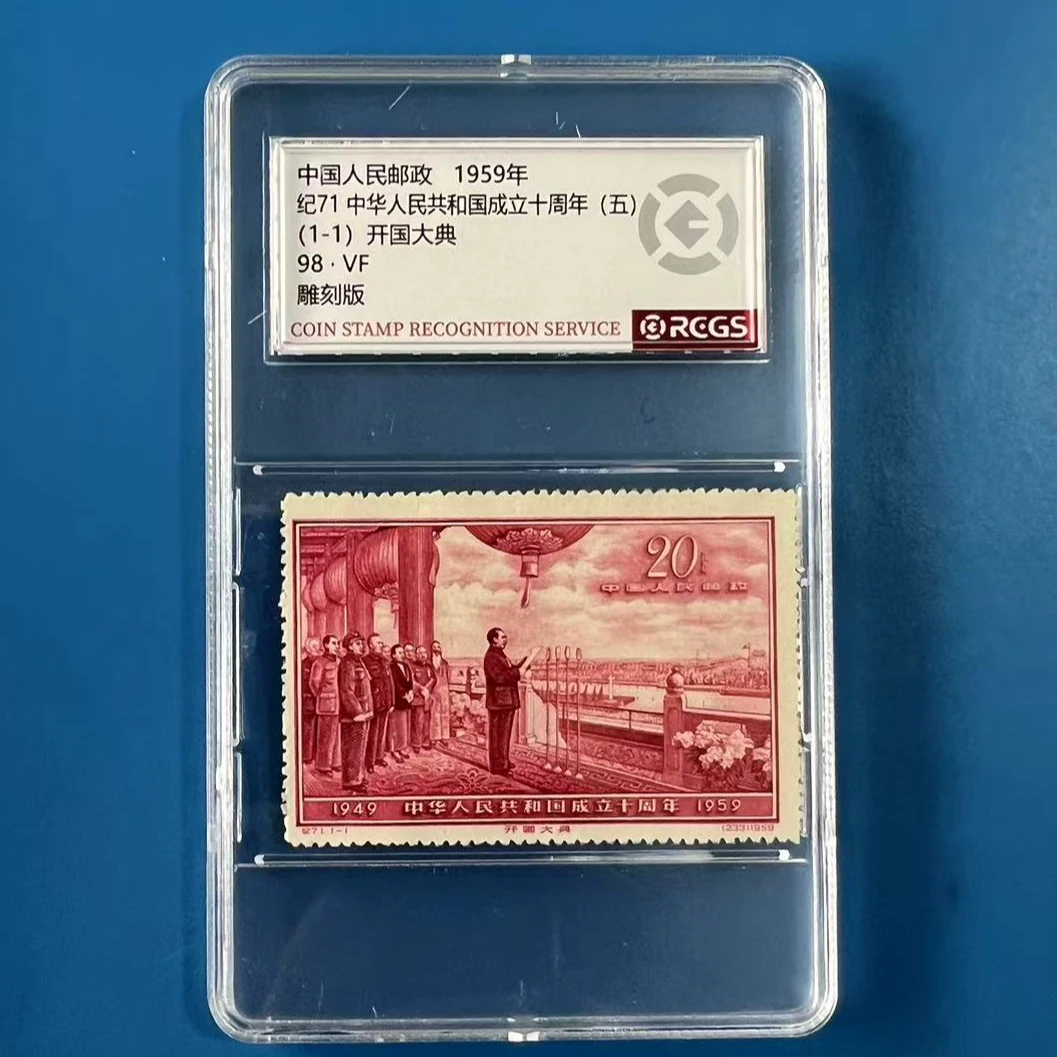 中国人民邮政 1959年
纪71 中华人民共和国成立十周年（五）
（1-1）开国大典
98 · VF
雕刻版
COIN STAMP RECOGNITION SERVICE RCGS
20
中国人民邮政
1949 中华人民共和国成立十周年 1959
纪71.1-1 开国大典 (233)1959